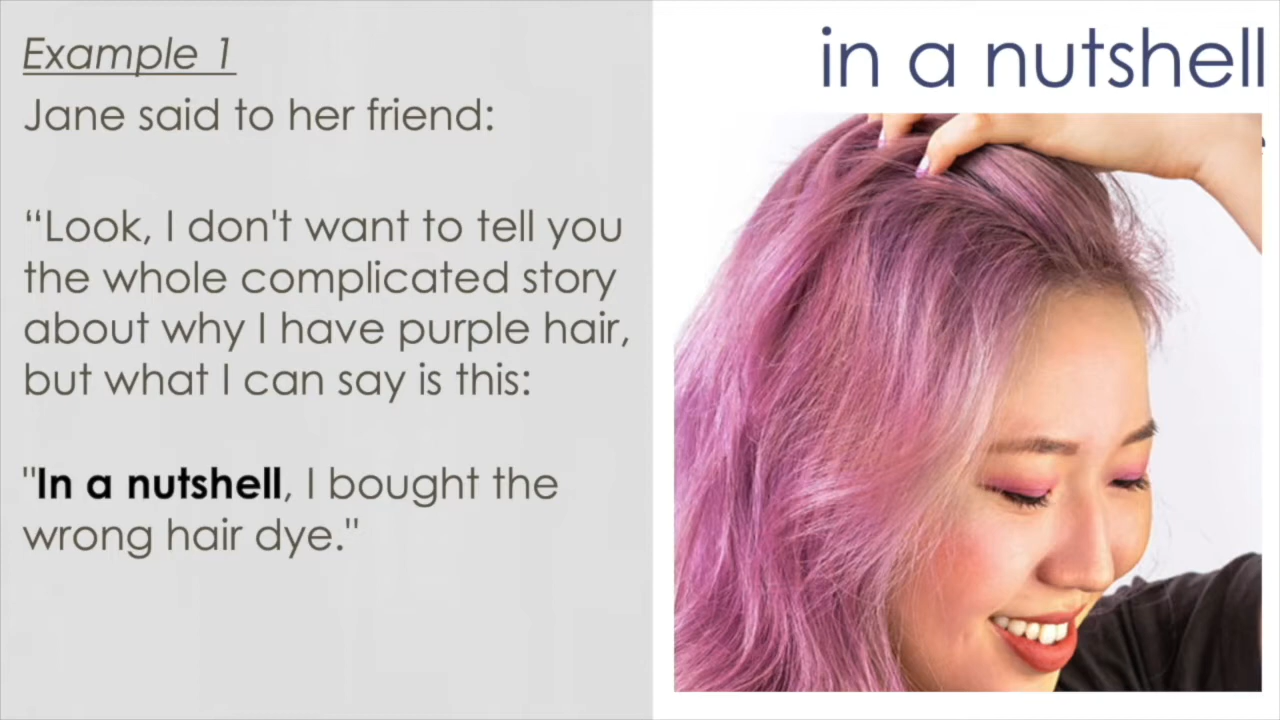 Example 1
Jane said to her friend:
“Look, I don't want to tell you
the whole complicated story
about why I have purple hair,
but what I can say is this:
"In a nutshell, I bought the
wrong hair dye."
in a nutshell